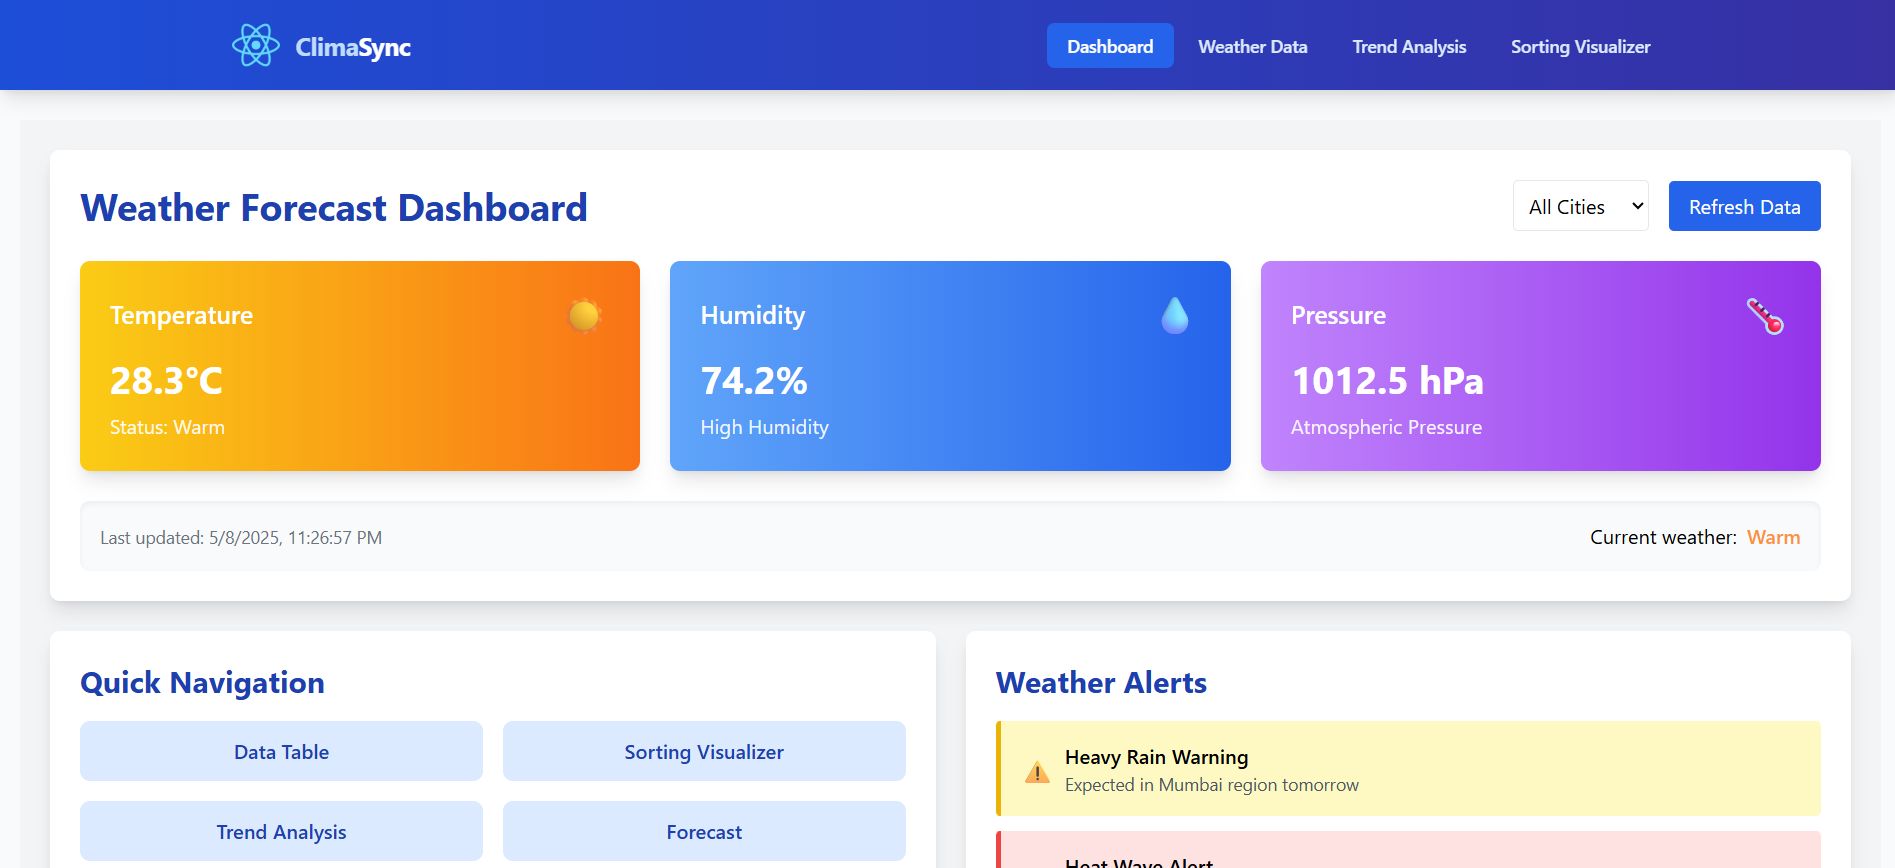 ClimaSync
Dashboard
Weather Data
Trend Analysis
Sorting Visualizer
Weather Forecast Dashboard
All Cities
Refresh Data
Temperature
28.3°C
Status: Warm
Humidity
74.2%
High Humidity
Pressure
1012.5 hPa
Atmospheric Pressure
Last updated: 5/8/2025, 11:26:57 PM
Current weather: Warm
Quick Navigation
Data Table
Sorting Visualizer
Trend Analysis
Forecast
Weather Alerts
Heavy Rain Warning
Expected in Mumbai region tomorrow
Heat Wave Alert